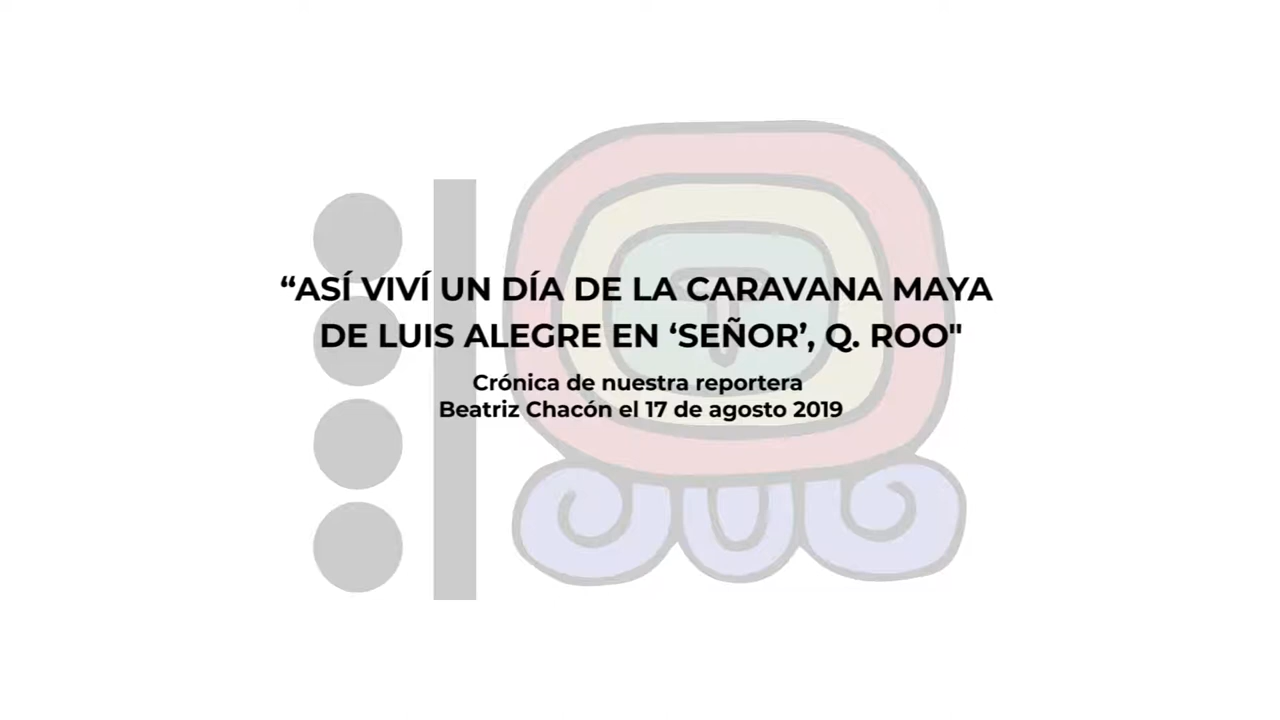 “ASÍ VIVÍ UN DÍA DE LA CARAVANA MAYA
DE LUIS ALEGRE EN ‘SEÑOR’, Q. ROO"
Crónica de nuestra reportera
Beatriz Chacón el 17 de agosto 2019